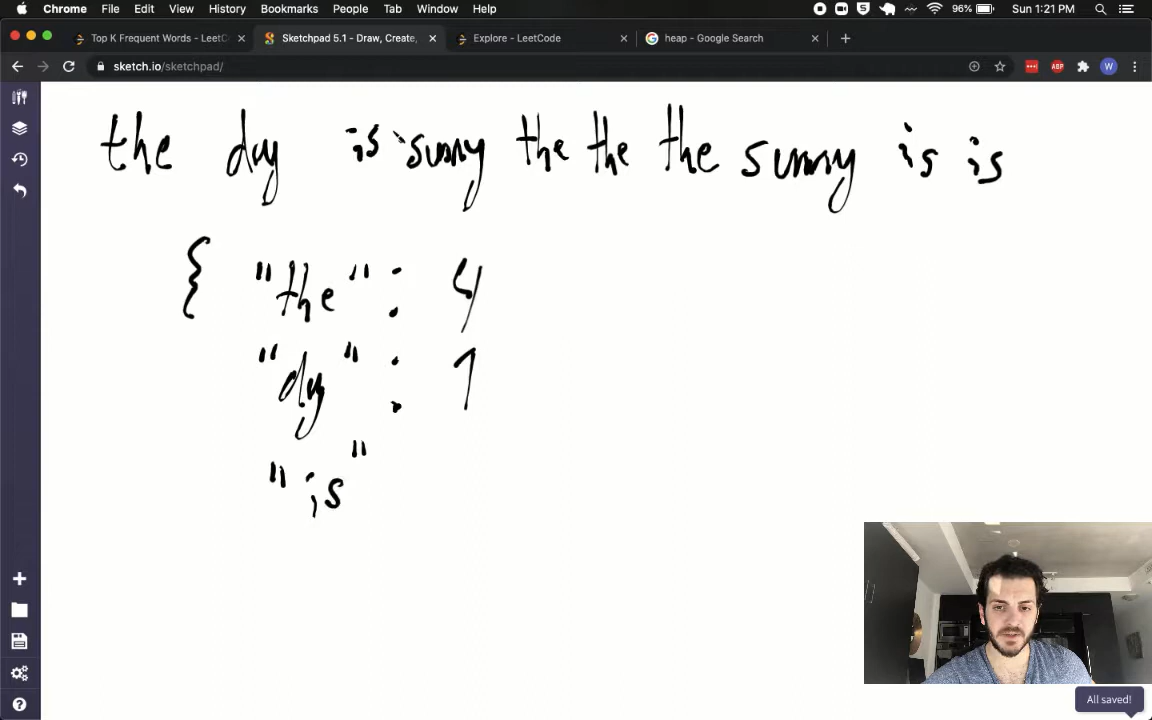 Chrome File Edit View History Bookmarks People Tab Window Help 96% Sun 1:21 PM
Top K Frequent Words - LeetC Sketchpad 5.1 - Draw, Create, Explore - LeetCode heap - Google Search
sketch.io/sketchpad/ ABP W
the day is sunny the the the sunny is is
{ "the" : 4
"day" : 1
"is"
All saved!